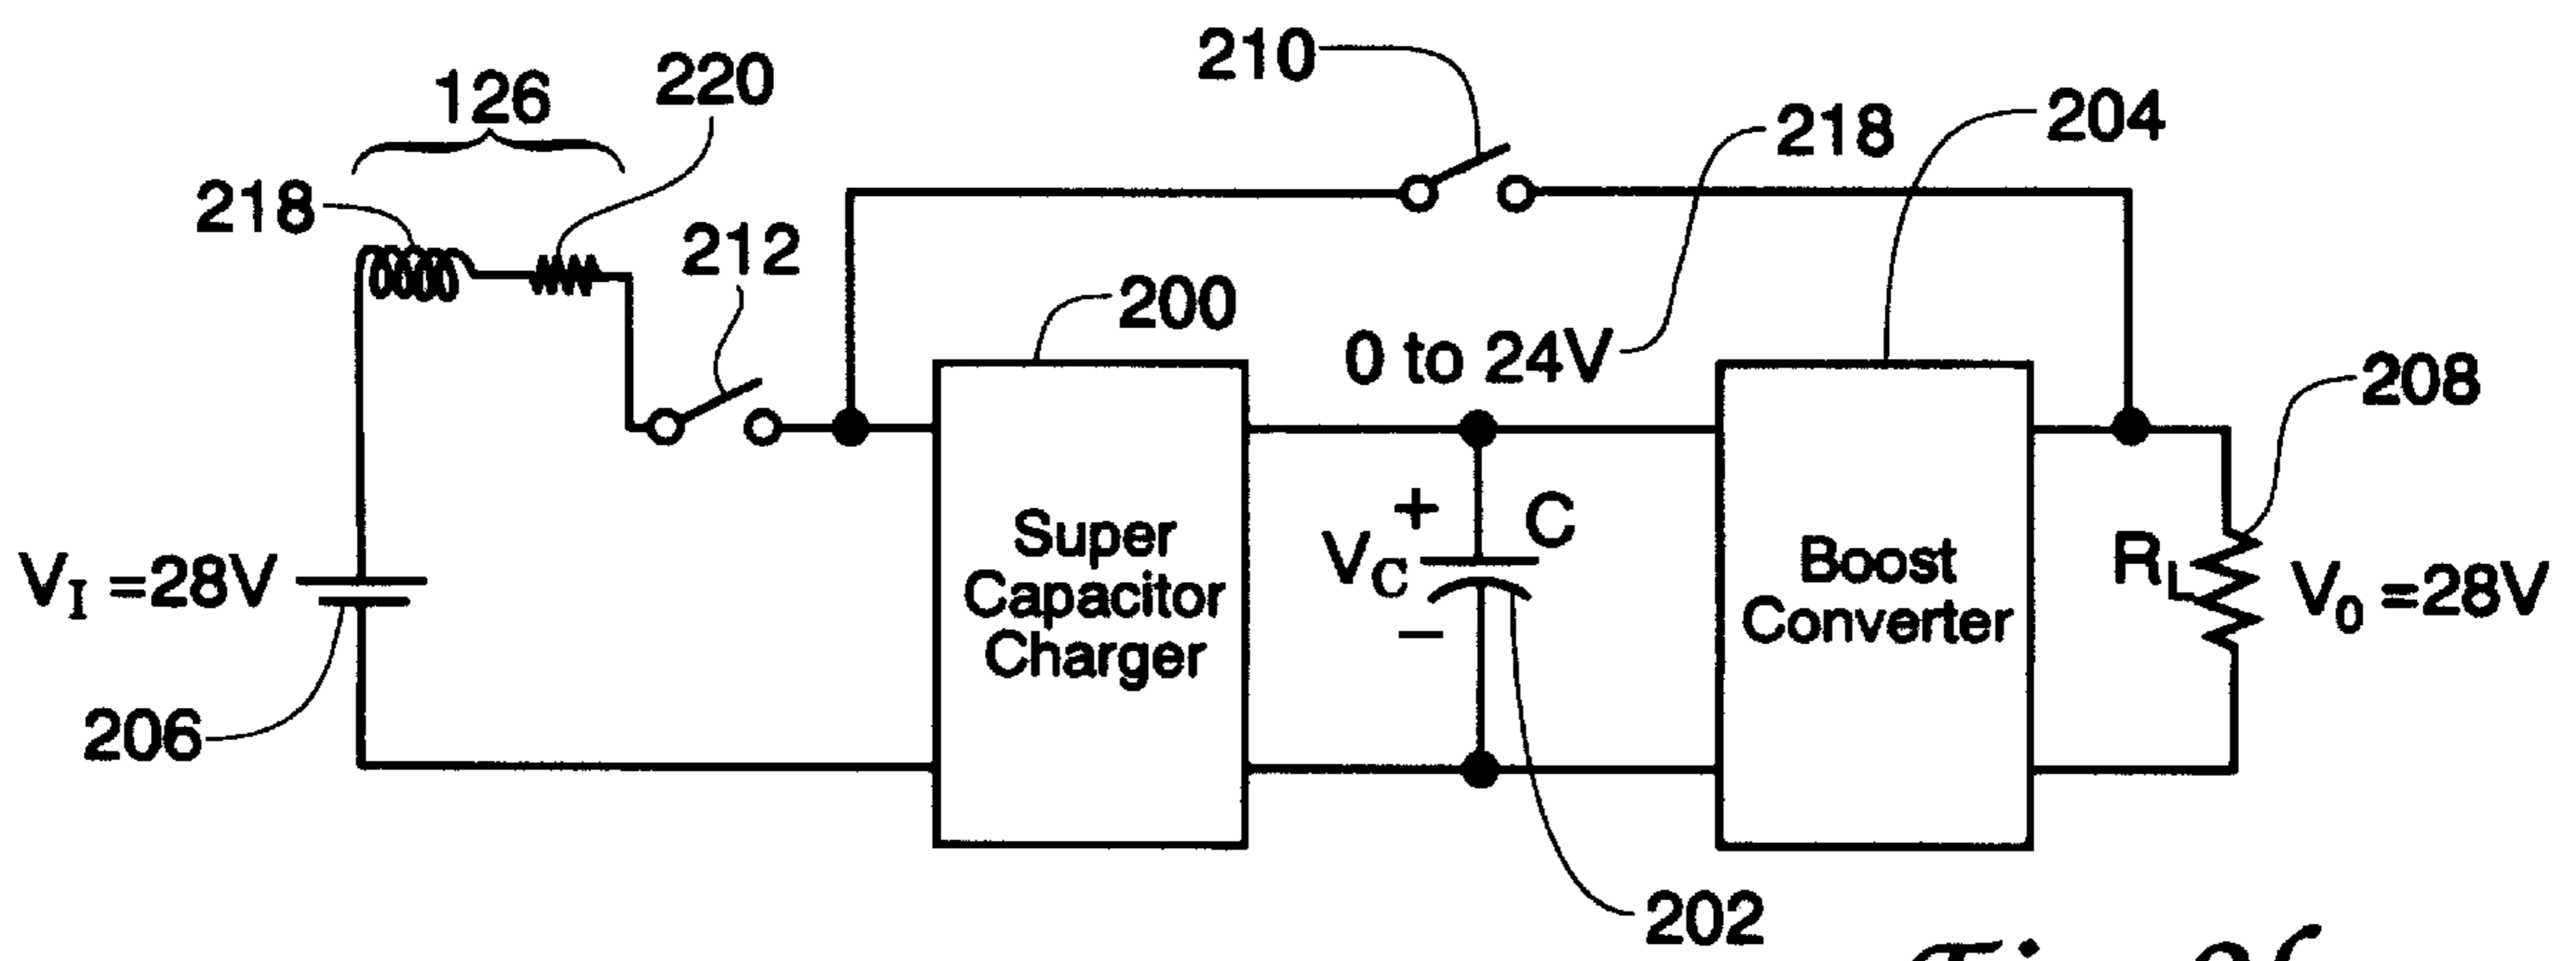 126
220
210
218
204
218
212
200
0 to 24V
208
Super
Capacitor
Charger
+
C
V_C
−
Boost
Converter
R_L
V_I =28V
V_0 =28V
206
202